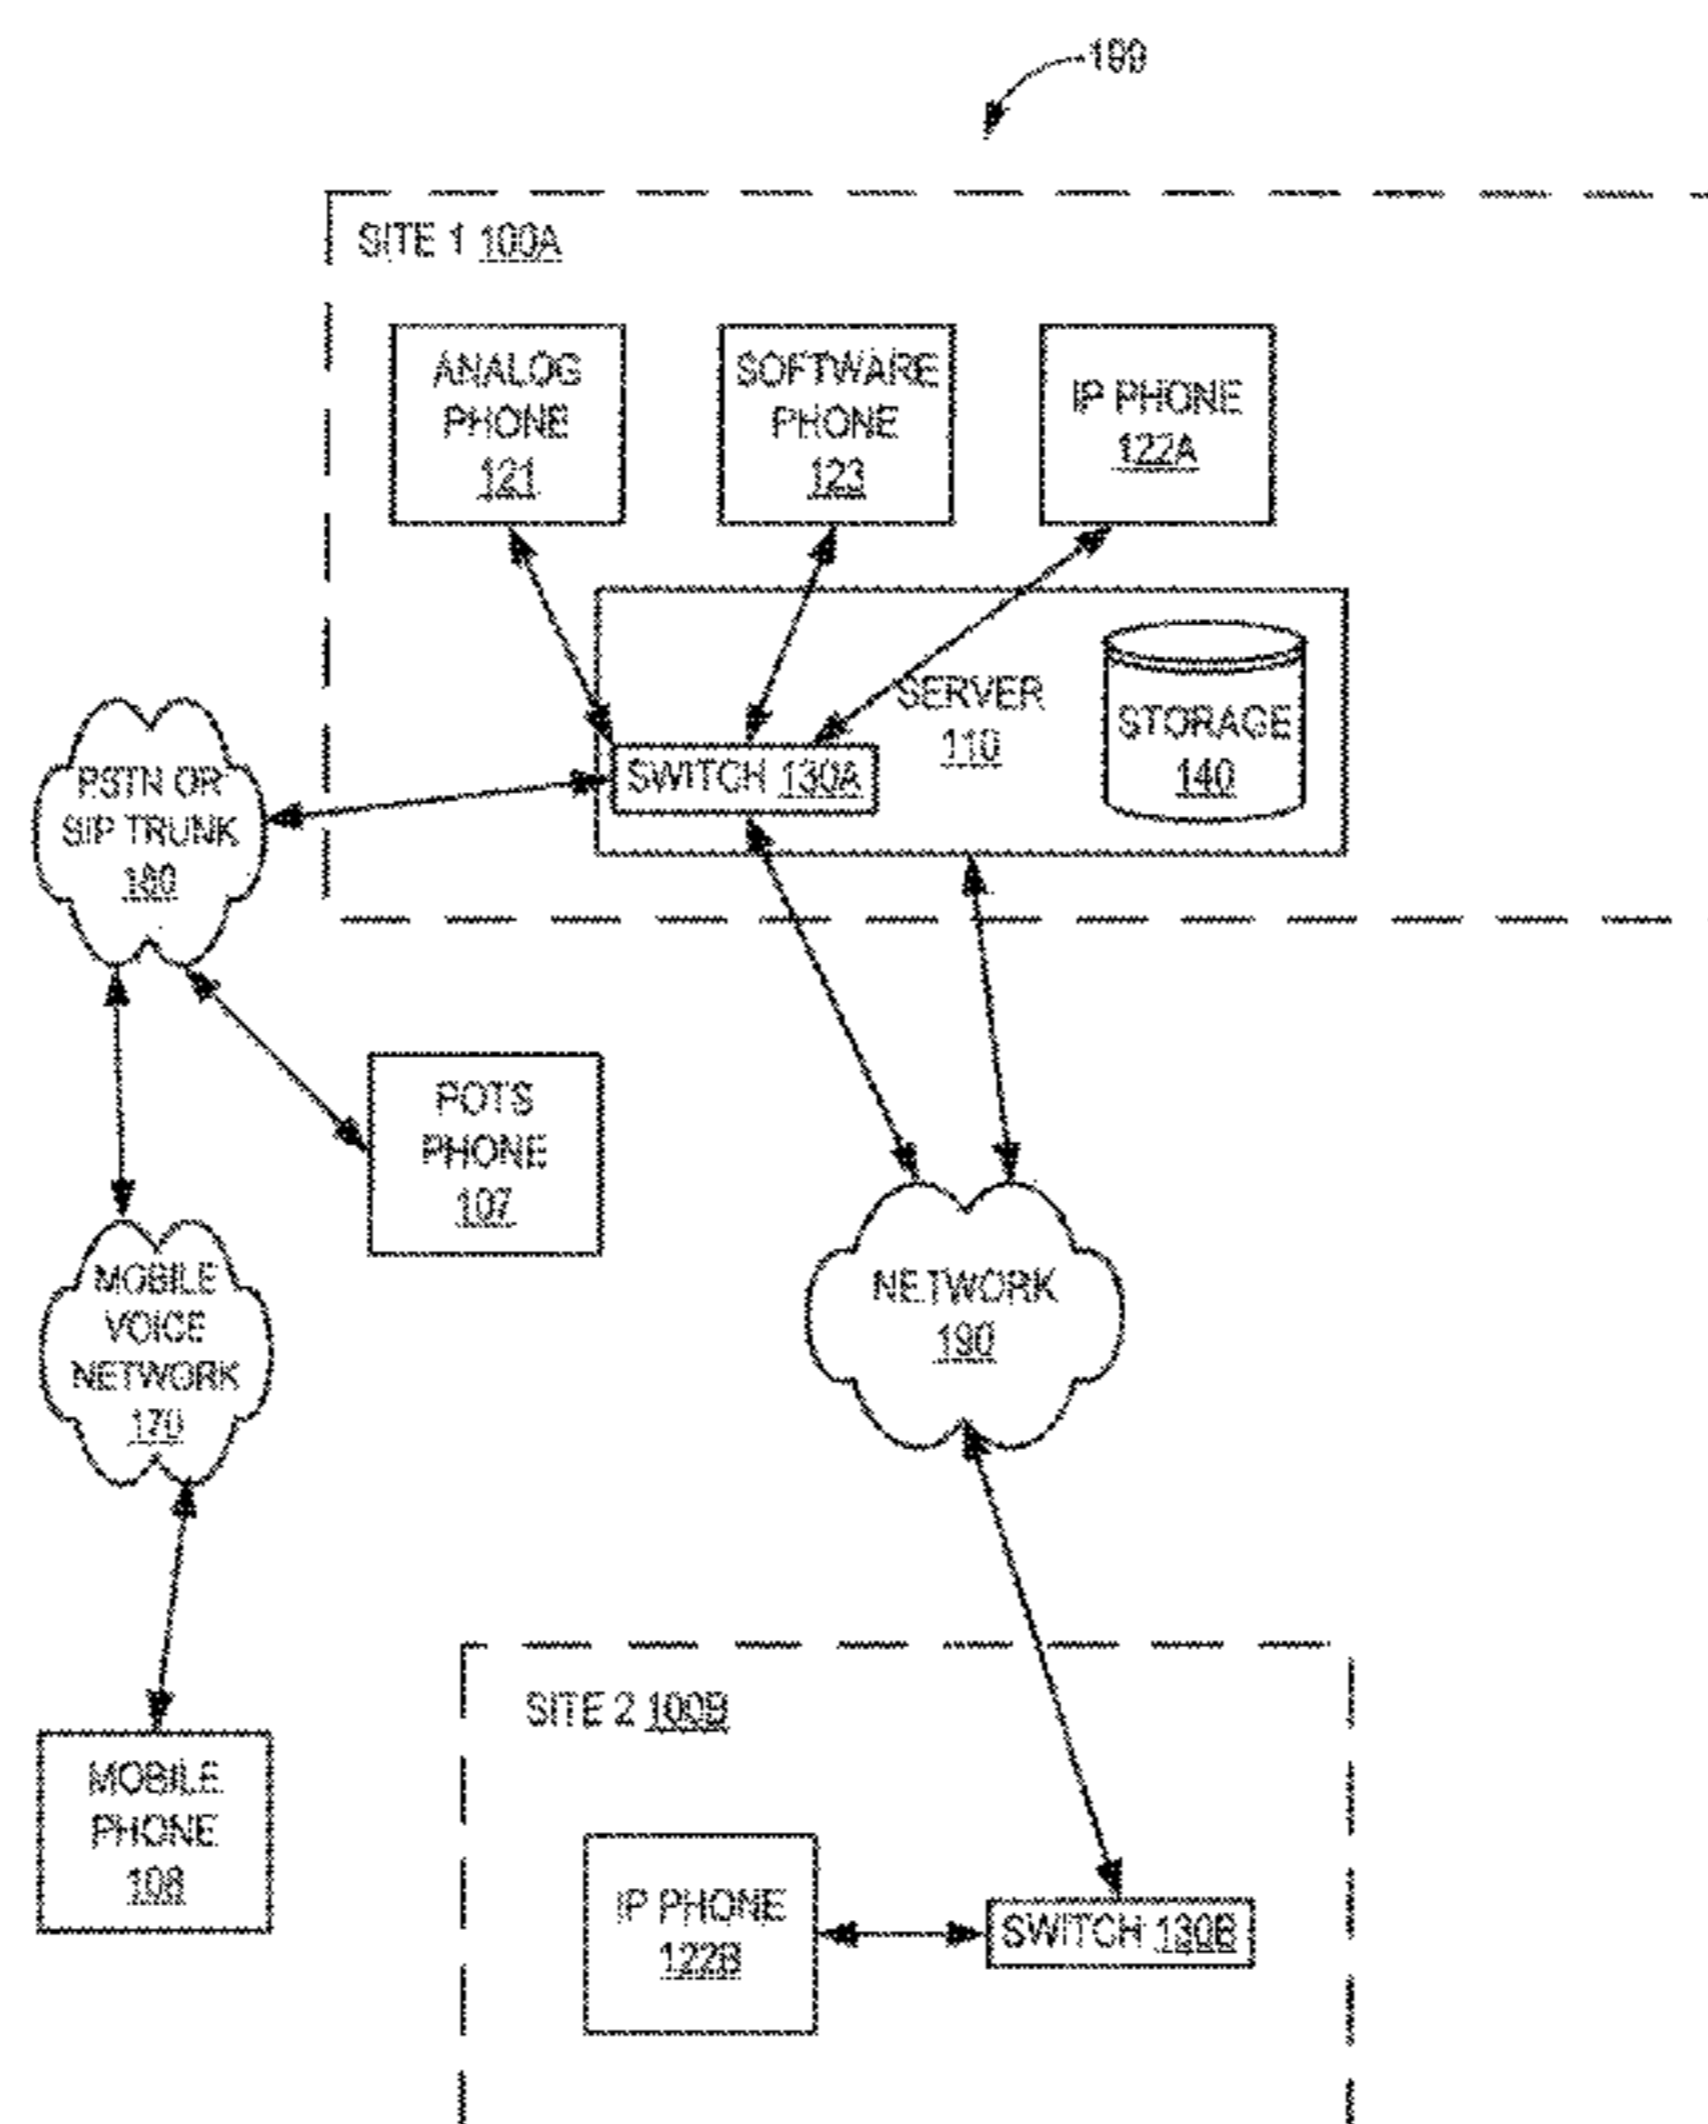 199
SITE 1 100A
ANALOG
PHONE
121
SOFTWARE
PHONE
123
IP PHONE
122A
SERVER
110
STORAGE
140
SWITCH 130A
PSTN OR
SIP TRUNK
180
POTS
PHONE
107
MOBILE
VOICE
NETWORK
170
NETWORK
190
MOBILE
PHONE
108
SITE 2 100B
IP PHONE
122B
SWITCH 130B